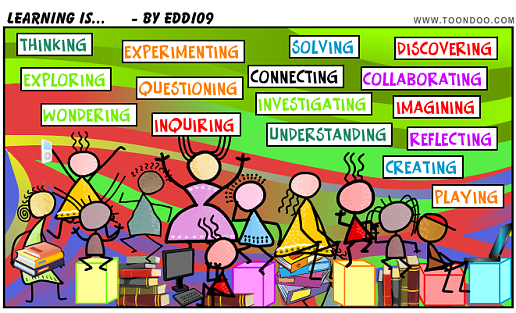 LEARNING IS... - BY EDDIO9
WWW.TOONDOO.COM
THINKING
EXPERIMENTING
SOLVING
DISCOVERING
EXPLORING
QUESTIONING
CONNECTING
COLLABORATING
WONDERING
INQUIRING
INVESTIGATING
IMAGINING
UNDERSTANDING
REFLECTING
CREATING
PLAYING